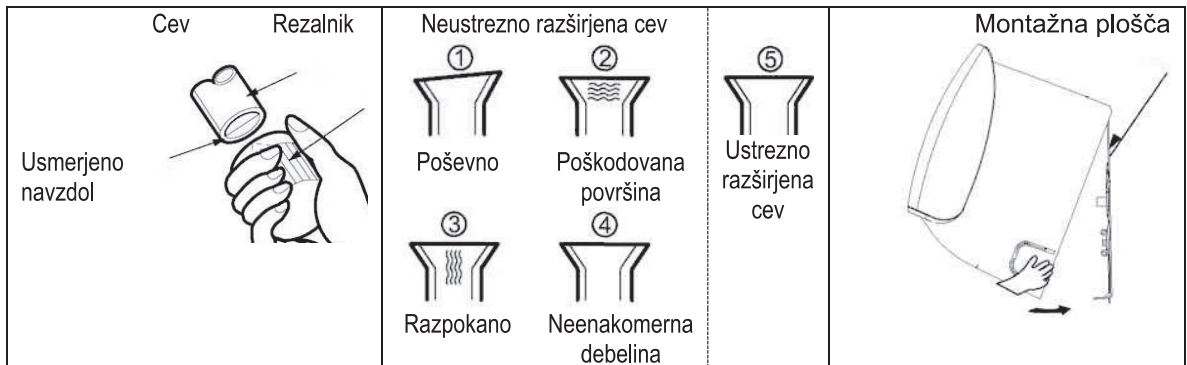 Cev
Rezalnik
Usmerjeno
navzdol
Neustrezno razširjena cev
①
Poševno
②
Poškodovana
površina
③
Razpokano
④
Neenakomerna
debelina
⑤
Ustrezno
razširjena
cev
Montažna plošča